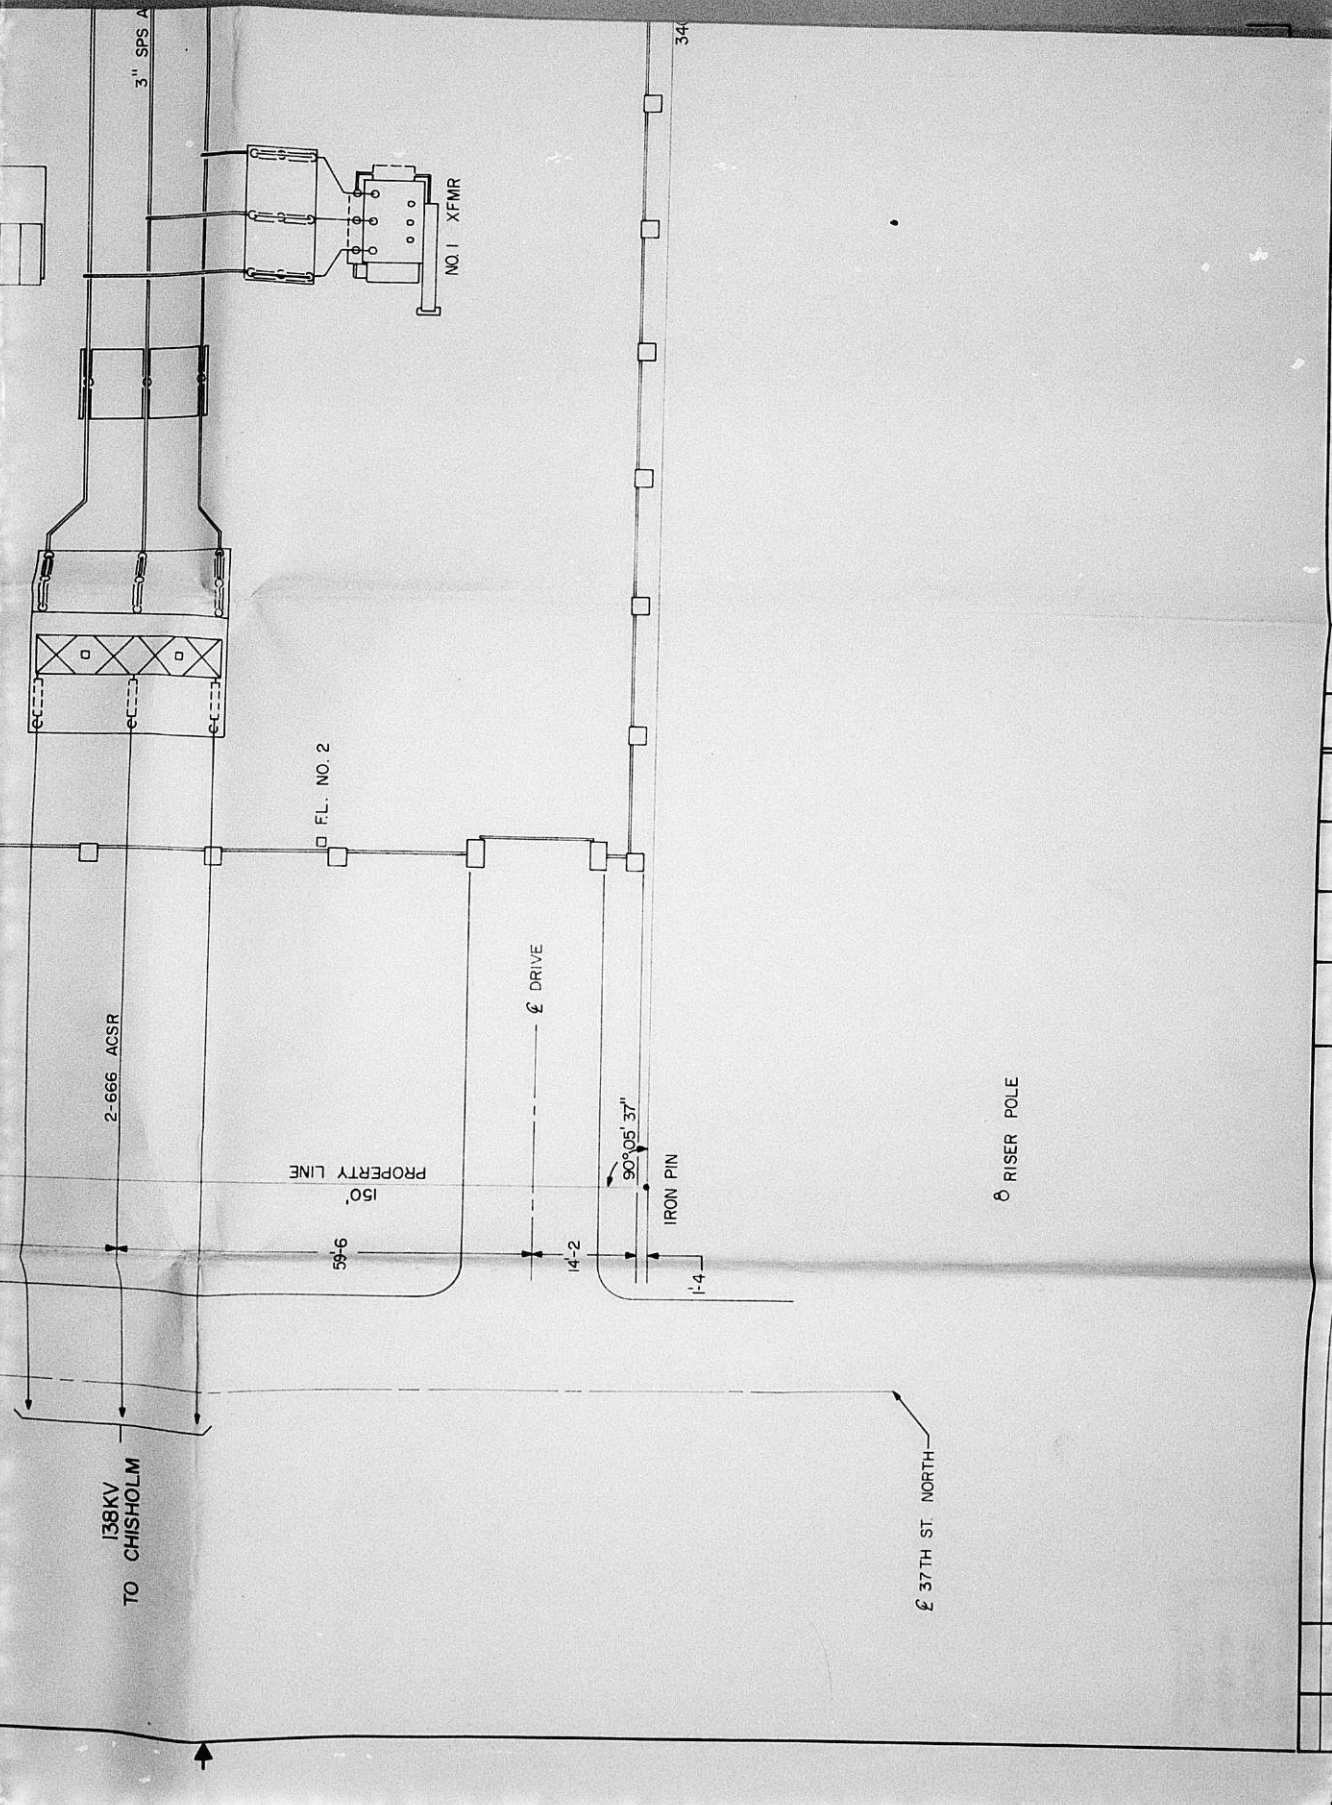 3" SPS A
340
NO. 1 XFMR
F.L. NO. 2
℄ DRIVE
2-666 ACSR
150'
PROPERTY LINE
90° 05' 37"
IRON PIN
59'-6
14'-2
1'-4
8 RISER POLE
138KV
TO CHISHOLM
℄ 37TH ST. NORTH